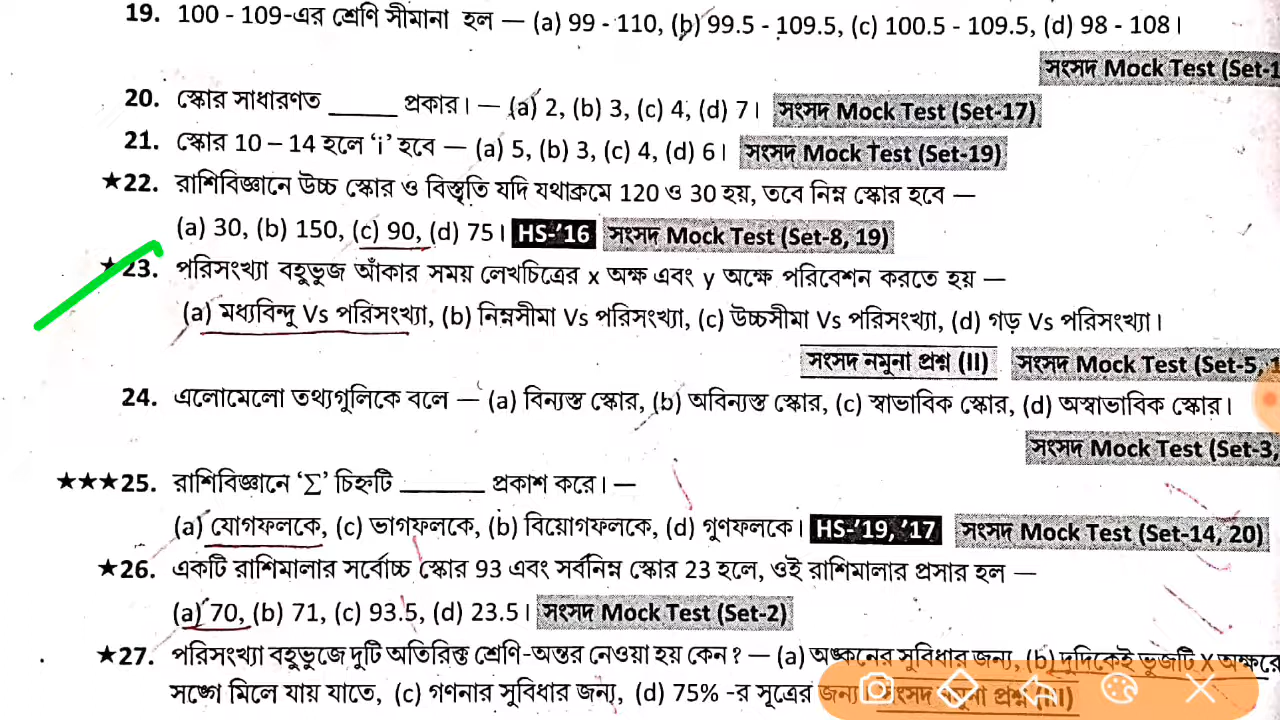 19. 100 - 109-এর শ্রেণি সীমানা হল — (a) 99 - 110, (b) 99.5 - 109.5, (c) 100.5 - 109.5, (d) 98 - 108।
সংসদ Mock Test (Set-1
20. স্কোর সাধারণত ______ প্রকার। — (a) 2, (b) 3, (c) 4, (d) 7। সংসদ Mock Test (Set-17)
21. স্কোর 10 – 14 হলে ‘i’ হবে — (a) 5, (b) 3, (c) 4, (d) 6। সংসদ Mock Test (Set-19)
★22. রাশিবিজ্ঞানে উচ্চ স্কোর ও বিস্তৃতি যদি যথাক্রমে 120 ও 30 হয়, তবে নিম্ন স্কোর হবে —
(a) 30, (b) 150, (c) 90, (d) 75। HS-’16 সংসদ Mock Test (Set-8, 19)
★23. পরিসংখ্যা বহুভুজ আঁকার সময় লেখচিত্রের x অক্ষ এবং y অক্ষে পরিবেশন করতে হয় —
(a) মধ্যবিন্দু Vs পরিসংখ্যা, (b) নিম্নসীমা Vs পরিসংখ্যা, (c) উচ্চসীমা Vs পরিসংখ্যা, (d) গড় Vs পরিসংখ্যা।
সংসদ নমুনা প্রশ্ন (II) সংসদ Mock Test (Set-5, 1
24. এলোমেলো তথ্যগুলিকে বলে — (a) বিন্যস্ত স্কোর, (b) অবিন্যস্ত স্কোর, (c) স্বাভাবিক স্কোর, (d) অস্বাভাবিক স্কোর।
সংসদ Mock Test (Set-3,
★★★25. রাশিবিজ্ঞানে ‘Σ’ চিহ্নটি ______ প্রকাশ করে। —
(a) যোগফলকে, (c) ভাগফলকে, (b) বিয়োগফলকে, (d) গুণফলকে। HS-’19, ’17 সংসদ Mock Test (Set-14, 20)
★26. একটি রাশিমালার সর্বোচ্চ স্কোর 93 এবং সর্বনিম্ন স্কোর 23 হলে, ওই রাশিমালার প্রসার হল —
(a) 70, (b) 71, (c) 93.5, (d) 23.5। সংসদ Mock Test (Set-2)
★27. পরিসংখ্যা বহুভুজে দুটি অতিরিক্ত শ্রেণি-অন্তর নেওয়া হয় কেন? — (a) অঙ্কনের সুবিধার জন্য, (b) দুদিকেই ভুজটি X অক্ষরে
সঙ্গে মিলে যায় যাতে, (c) গণনার সুবিধার জন্য, (d) 75% -র সূত্রের জন্য। সংসদ নমুনা প্রশ্ন (III)